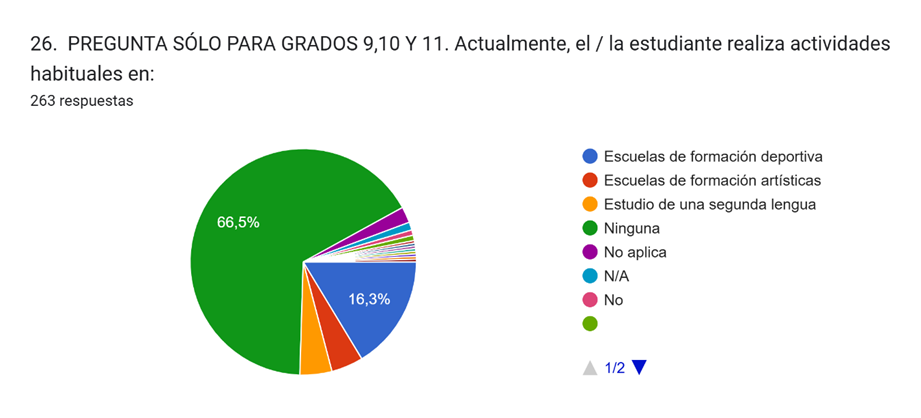 26. PREGUNTA SÓLO PARA GRADOS 9,10 Y 11. Actualmente, el / la estudiante realiza actividades
habituales en:
263 respuestas
66,5%
16,3%
Escuelas de formación deportiva
Escuelas de formación artísticas
Estudio de una segunda lengua
Ninguna
No aplica
N/A
No
1/2